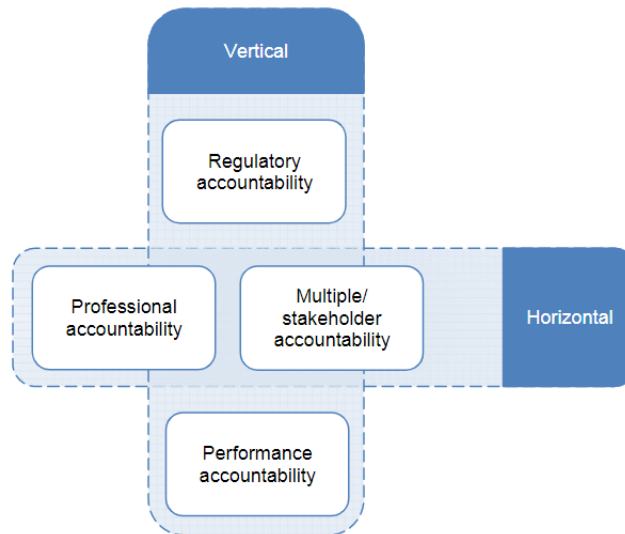 Vertical
Regulatory
accountability
Professional
accountability
Multiple/
stakeholder
accountability
Horizontal
Performance
accountability